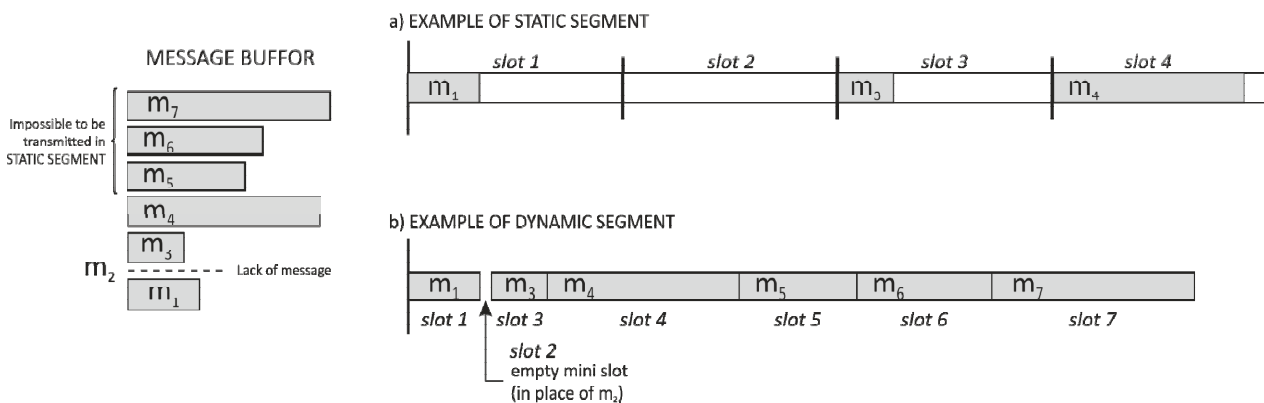 MESSAGE BUFFOR
Impossible to be
transmitted in
STATIC SEGMENT
m₇
m₆
m₅
m₄
m₃
m₂
Lack of message
m₁
a) EXAMPLE OF STATIC SEGMENT
slot 1 slot 2 slot 3 slot 4
m₁ m₃ m₄
b) EXAMPLE OF DYNAMIC SEGMENT
m₁ m₃ m₄ m₅ m₆ m₇
slot 1 slot 3 slot 4 slot 5 slot 6 slot 7
slot 2
empty mini slot
(in place of m₂)